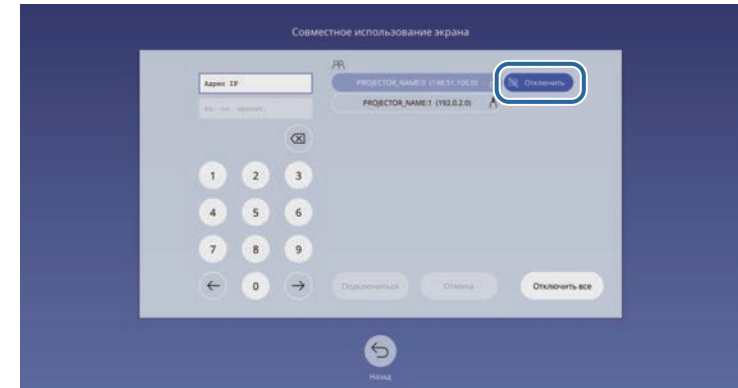 Совместное использование экрана
Адрес IP
PROJECTOR_NAME:0 (198.51.100.0)
Отключить
PROJECTOR_NAME:1 (192.0.2.0)
1 2 3
4 5 6
7 8 9
0
Подключиться
Отмена
Отключить все
Назад